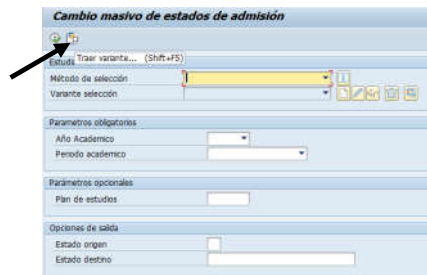 Cambio masivo de estados de admisión
Traer variante... (Shift+F5)
Estud
Método de selección
Variante selección
Parametros obligatorios
Año Academico
Periodo academico
Parámetros opcionales
Plan de estudios
Opciones de salida
Estado origen
Estado destino